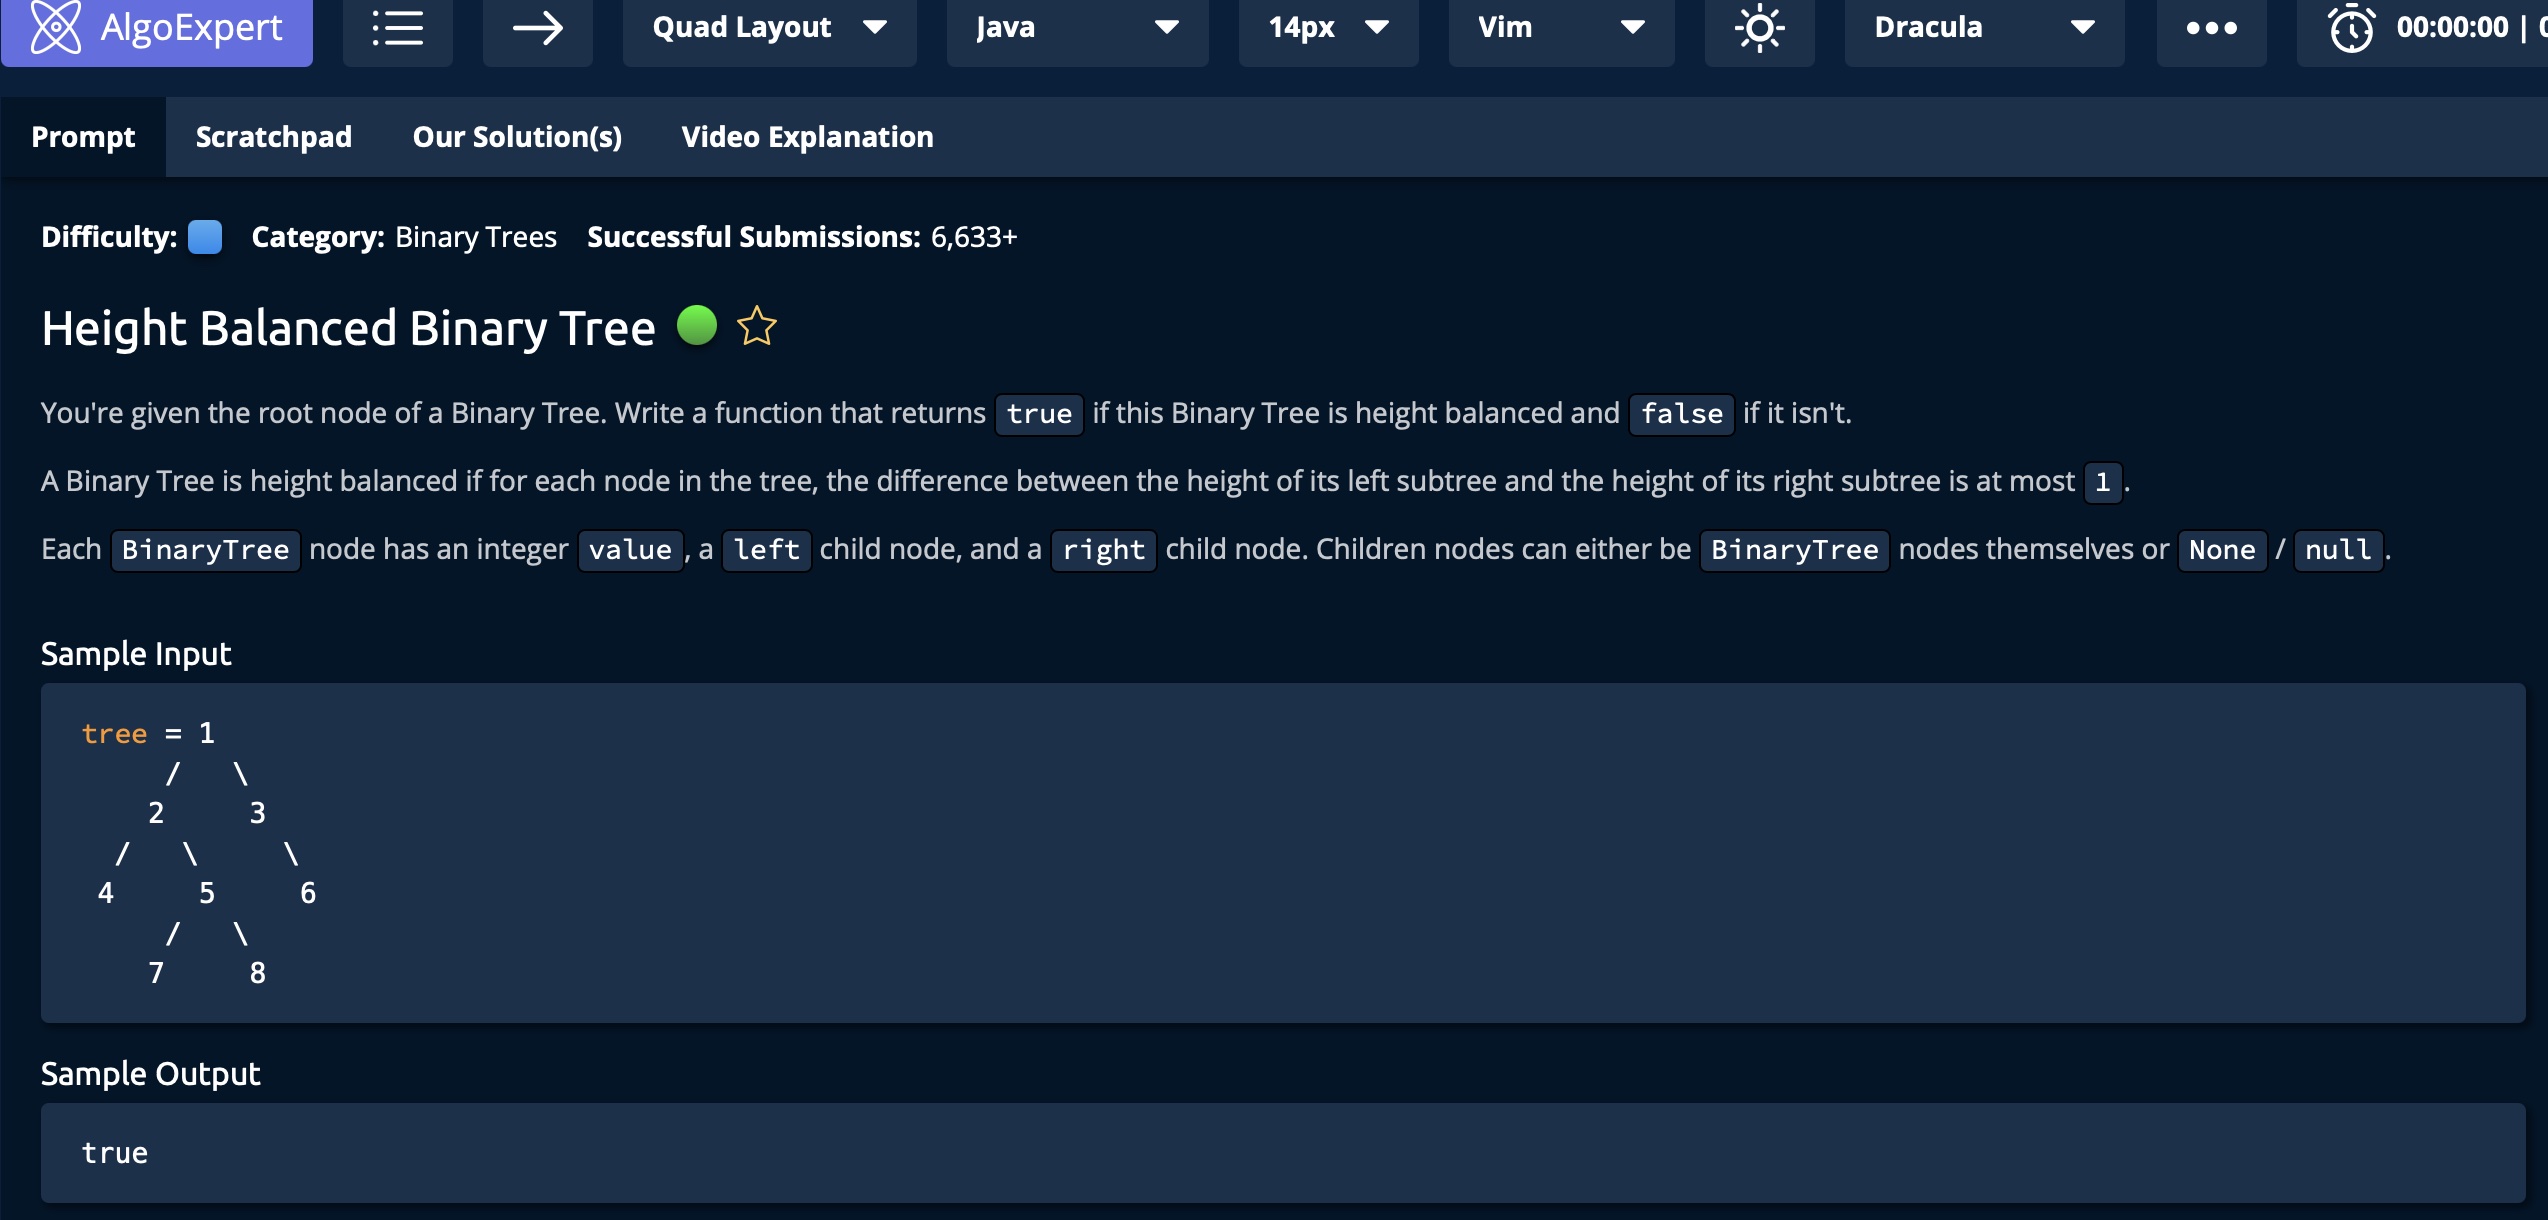 AlgoExpert Quad Layout Java 14px Vim Dracula 00:00:00 |
Prompt Scratchpad Our Solution(s) Video Explanation
Difficulty: Category: Binary Trees Successful Submissions: 6,633+
Height Balanced Binary Tree
You're given the root node of a Binary Tree. Write a function that returns true if this Binary Tree is height balanced and false if it isn't.
A Binary Tree is height balanced if for each node in the tree, the difference between the height of its left subtree and the height of its right subtree is at most 1.
Each BinaryTree node has an integer value, a left child node, and a right child node. Children nodes can either be BinaryTree nodes themselves or None / null.
Sample Input
tree = 1
     /   \
    2     3
  /   \     \
 4     5     6
     /   \
    7     8
Sample Output
true